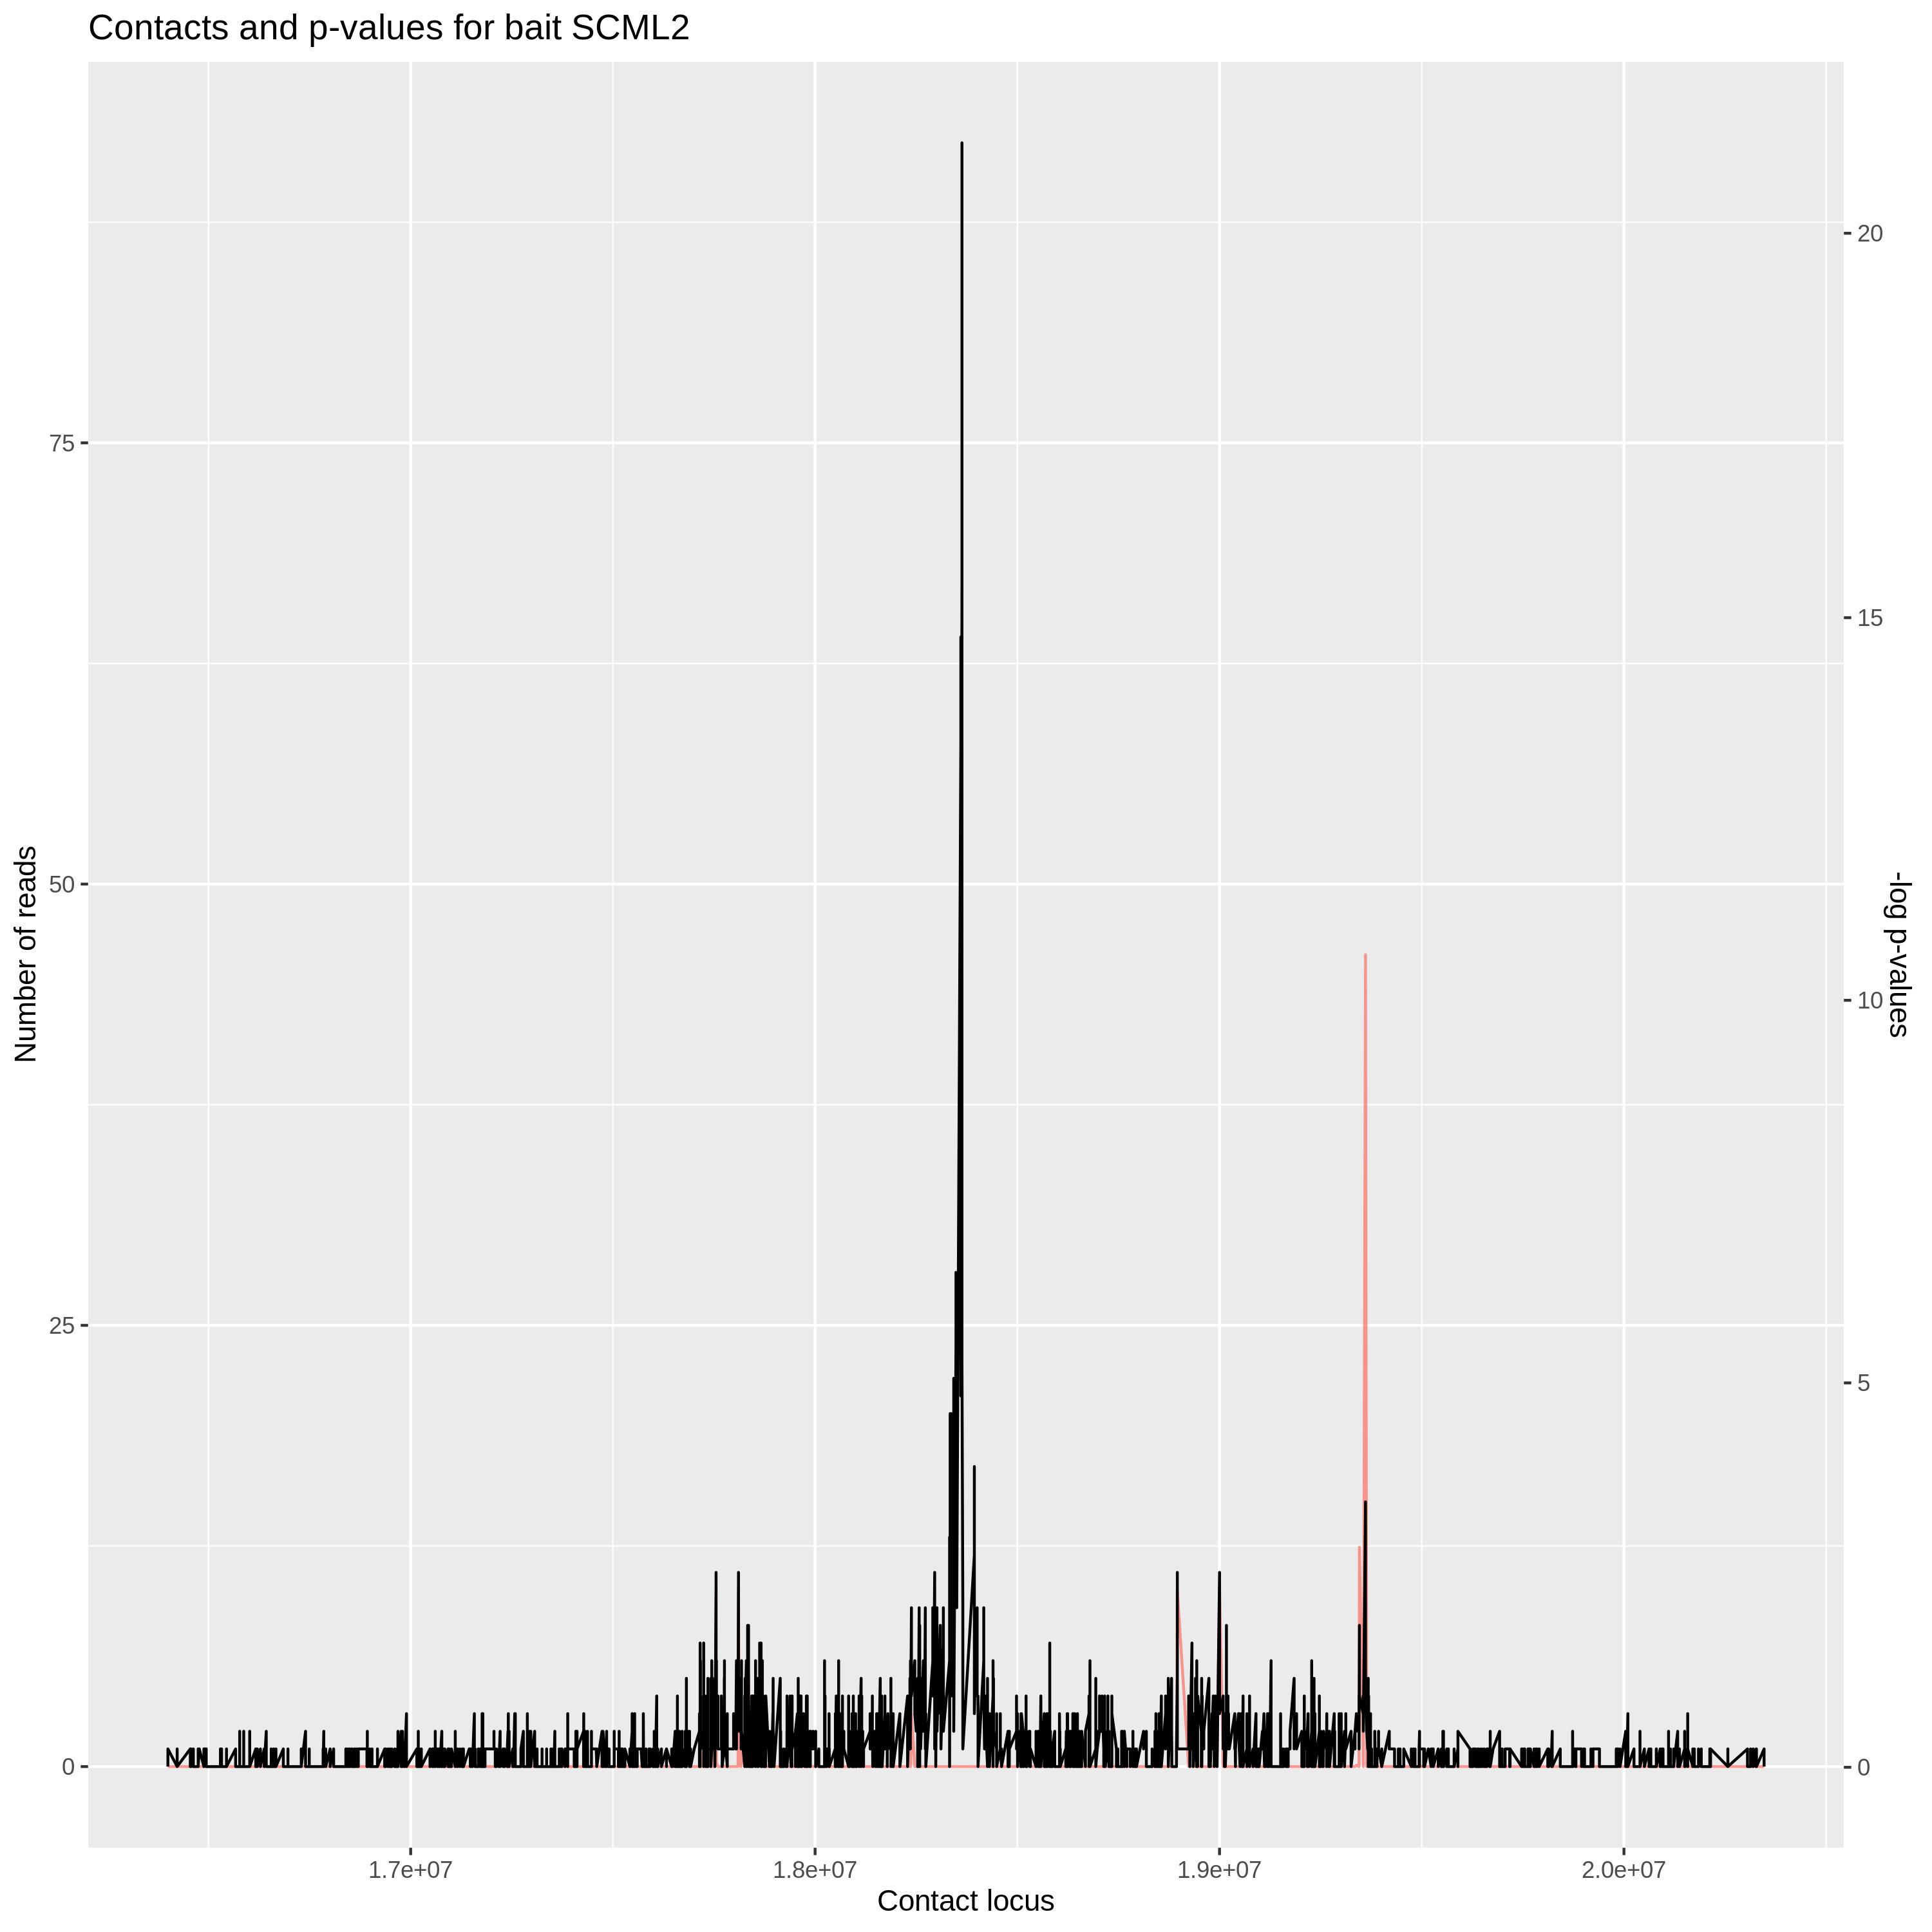 Contacts and p-values for bait SCML2
Number of reads
75
50
25
0
20
15
10
5
0
-log p-values
1.7e+07 1.8e+07 1.9e+07 2.0e+07
Contact locus